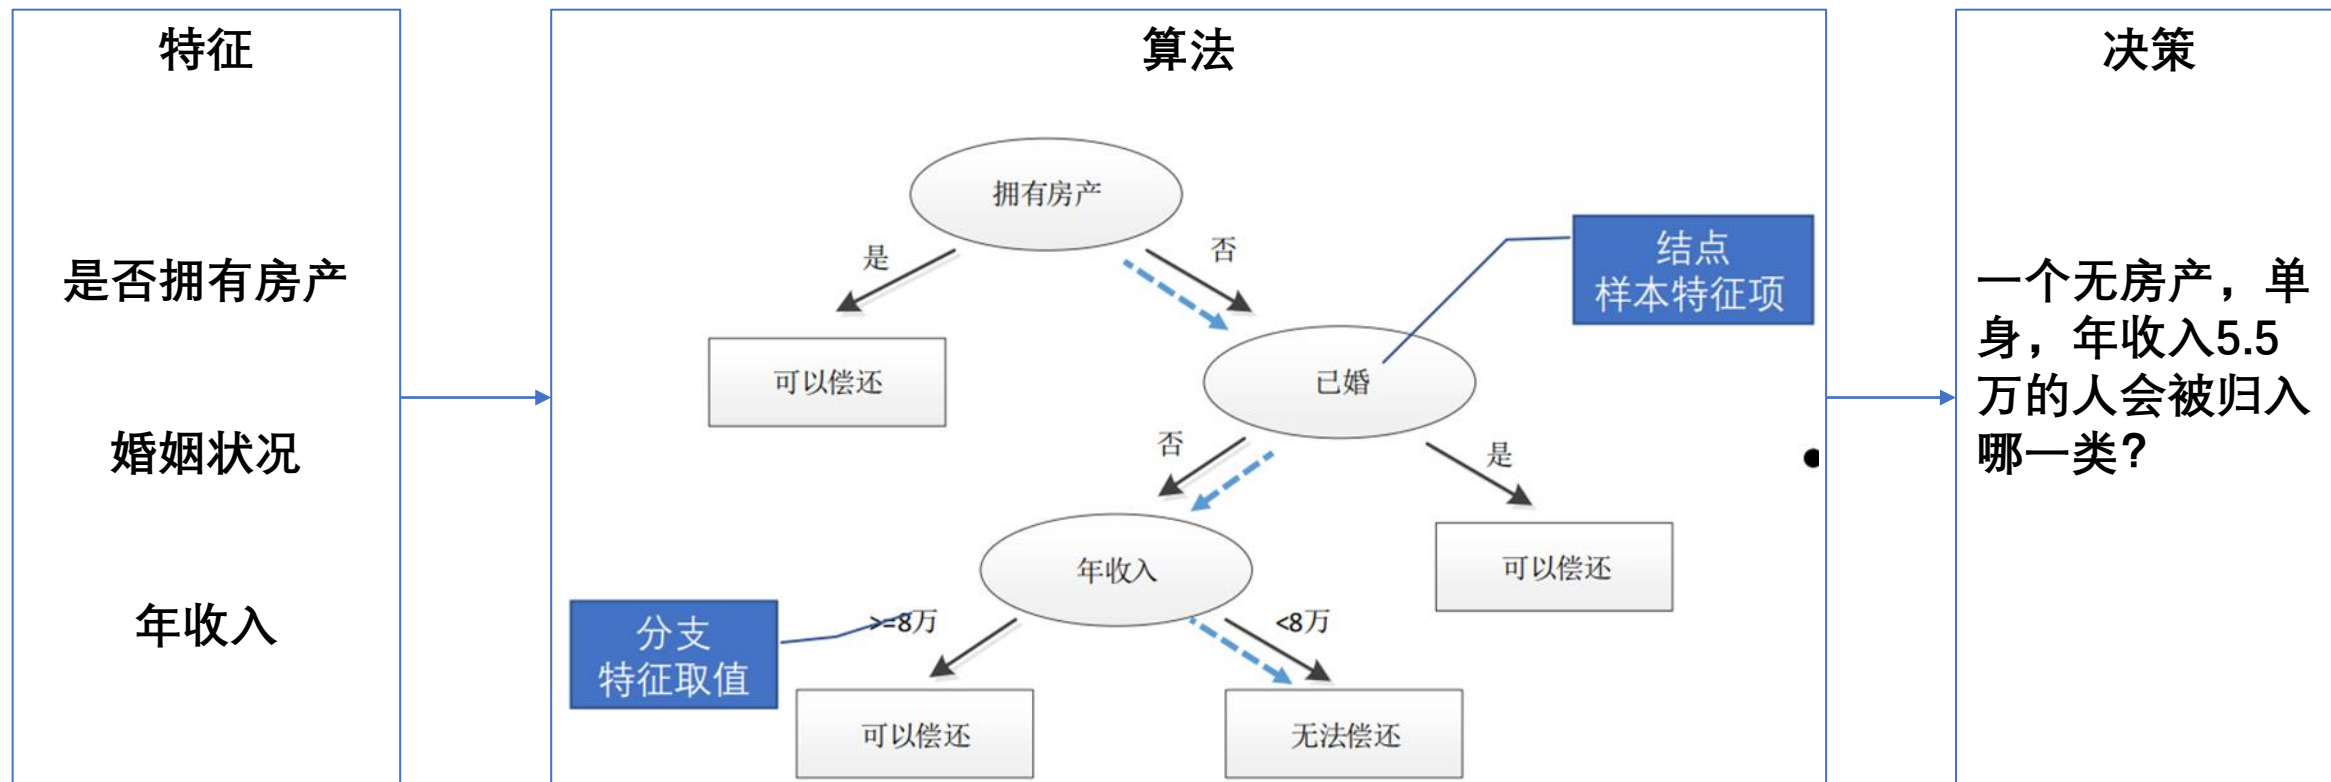 特征
是否拥有房产
婚姻状况
年收入
算法
拥有房产
是
否
结点
样本特征项
可以偿还
已婚
否
是
年收入
可以偿还
分支
特征取值
>=8万
<8万
可以偿还
无法偿还
决策
一个无房产，单
身，年收入5.5
万的人会被归入
哪一类？